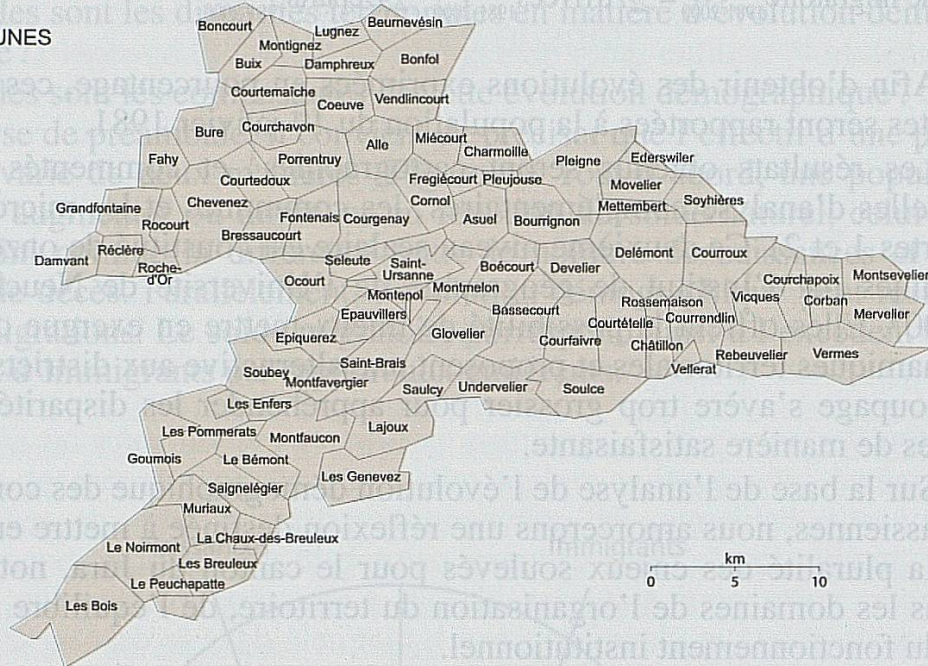 UNES
Boncourt
Lugnez
Beurnevésin
Montignez
Buix
Damphreux
Bonfol
Courtemaîche
Coeuve
Vendlincourt
Bure
Courchavon
Alle
Miécourt
Charmoille
Fahy
Porrentruy
Pleigne
Ederswiler
Courtedoux
Fregiécourt
Pleujouse
Movelier
Grandfontaine
Chevenez
Cornol
Mettembert
Soyhières
Rocourt
Fontenais
Courgenay
Asuel
Bourrignon
Bressaucourt
Damvant
Réclère
Roche-
d'Or
Seleute
Saint-
Ursanne
Boécourt
Develier
Delémont
Courroux
Ocourt
Montmelon
Courchapoix
Montsevelier
Montenol
Bassecourt
Rossemaison
Vicques
Corban
Epauvillers
Courtételle
Courrendlin
Mervelier
Epiquerez
Glovelier
Courfaivre
Châtillon
Rebeuvelier
Vermes
Soubey
Saint-Brais
Vellerat
Montfavergier
Saulcy
Undervelier
Soulce
Les Enfers
Les Pommerats
Montfaucon
Lajoux
Goumois
Le Bémont
Les Genevez
Saignelégier
Muriaux
La Chaux-des-Breuleux
Le Noirmont
Les Breuleux
Le Peuchapatte
Les Bois
km
0 5 10